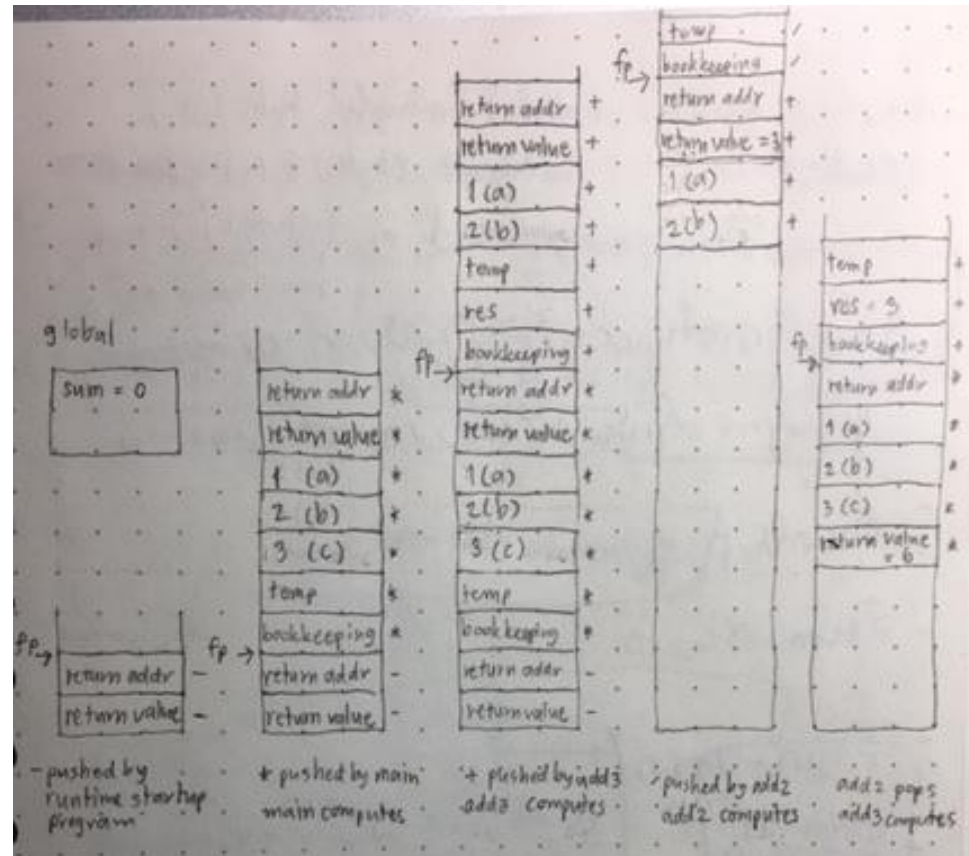 global
sum = 0
fp →
return addr -
return value -
- pushed by
runtime startup
program
return addr *
return value *
1 (a) *
2 (b) *
3 (c) *
temp *
bookkeeping *
fp →
return addr -
return value -
* pushed by main
main computes
return addr +
return value +
1 (a) +
2 (b) +
temp +
res +
bookkeeping +
fp →
return addr *
return value *
1 (a)
2 (b) *
3 (c) *
temp *
bookkeeping *
return addr -
return value -
+ pushed by add3
add3 computes
temp /
bookkeeping /
fp →
return addr +
return value = 3 +
1 (a) +
2 (b) +
/ pushed by add2
add2 computes
temp +
res = 3 +
bookkeeping +
fp →
return addr *
1 (a) *
2 (b) *
3 (c) *
return value *
= 6
add2 pops
add3 computes